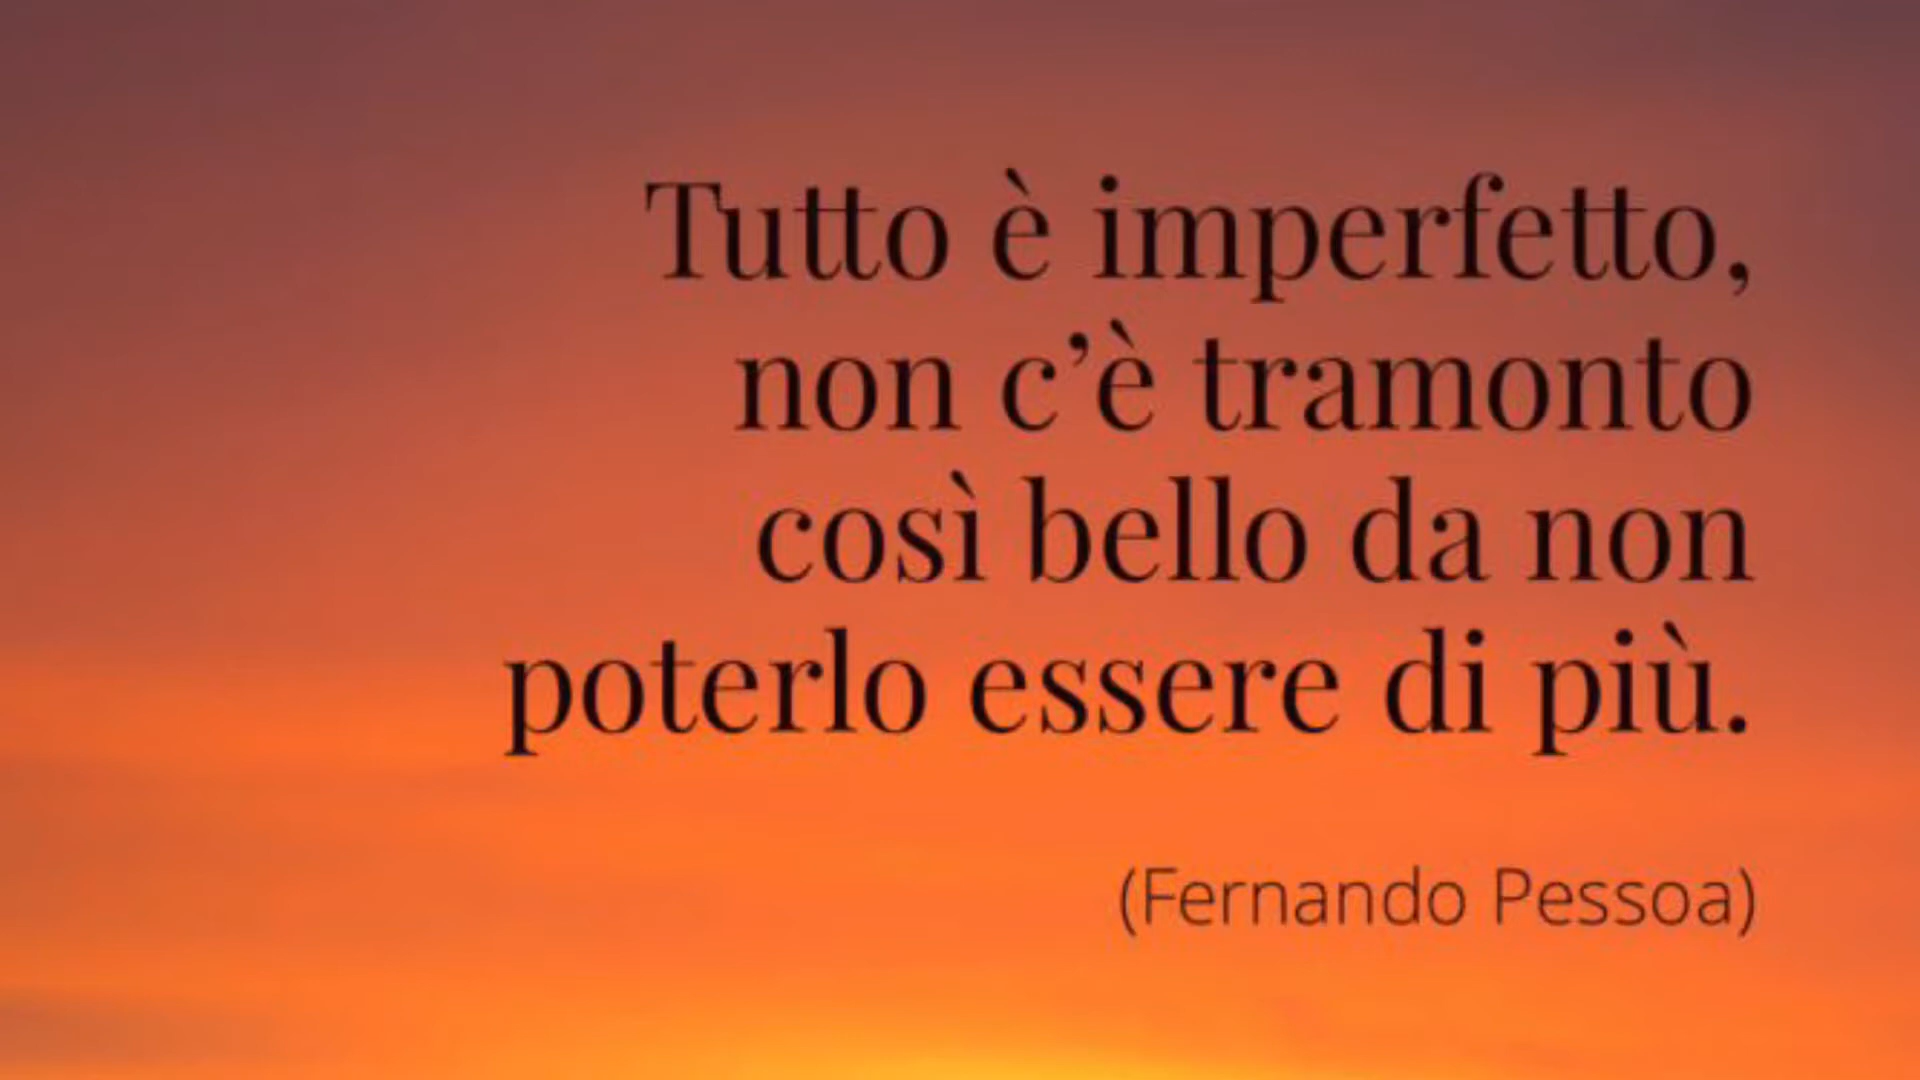 Tutto è imperfetto,
non c’è tramonto
così bello da non
poterlo essere di più.
(Fernando Pessoa)